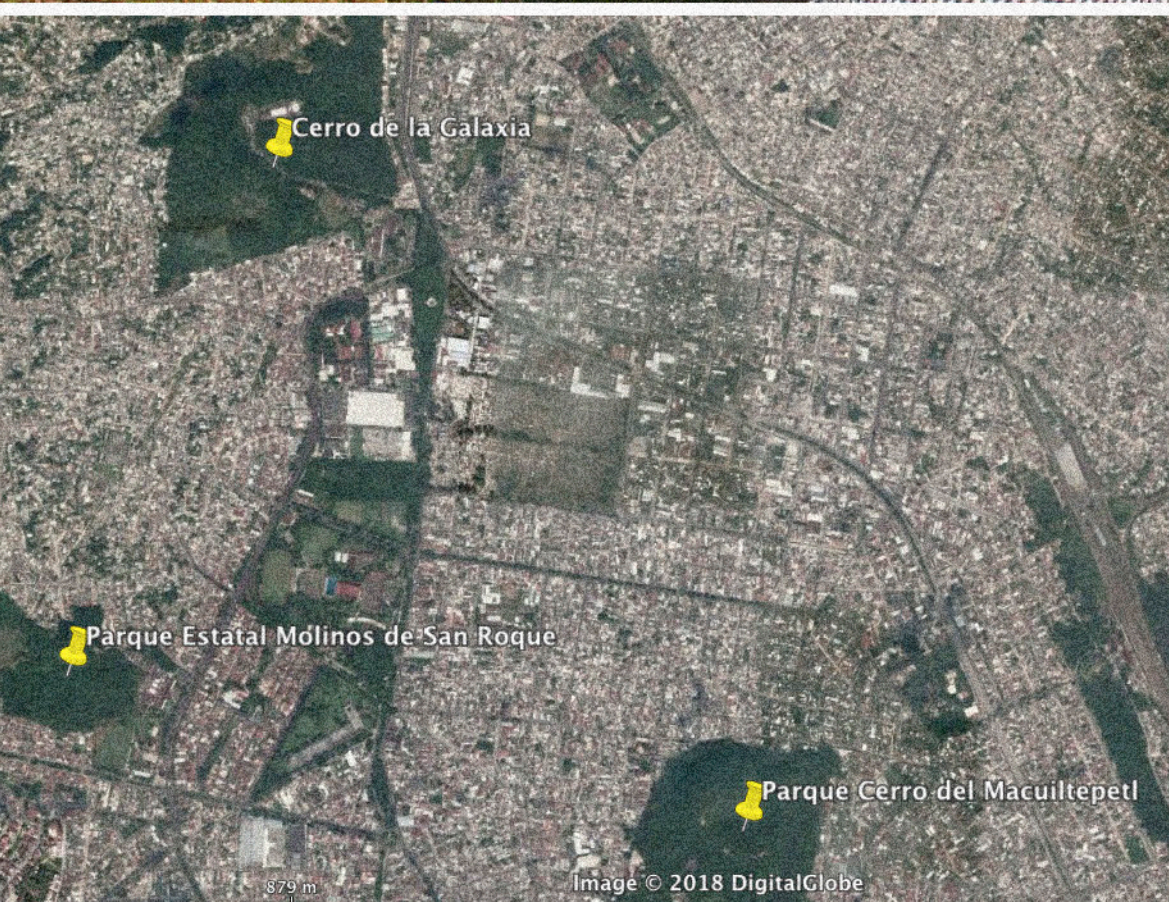 Cerro de la Galaxia
Parque Estatal Molinos de San Roque
Parque Cerro del Macuiltepetl
879 m
Image © 2018 DigitalGlobe